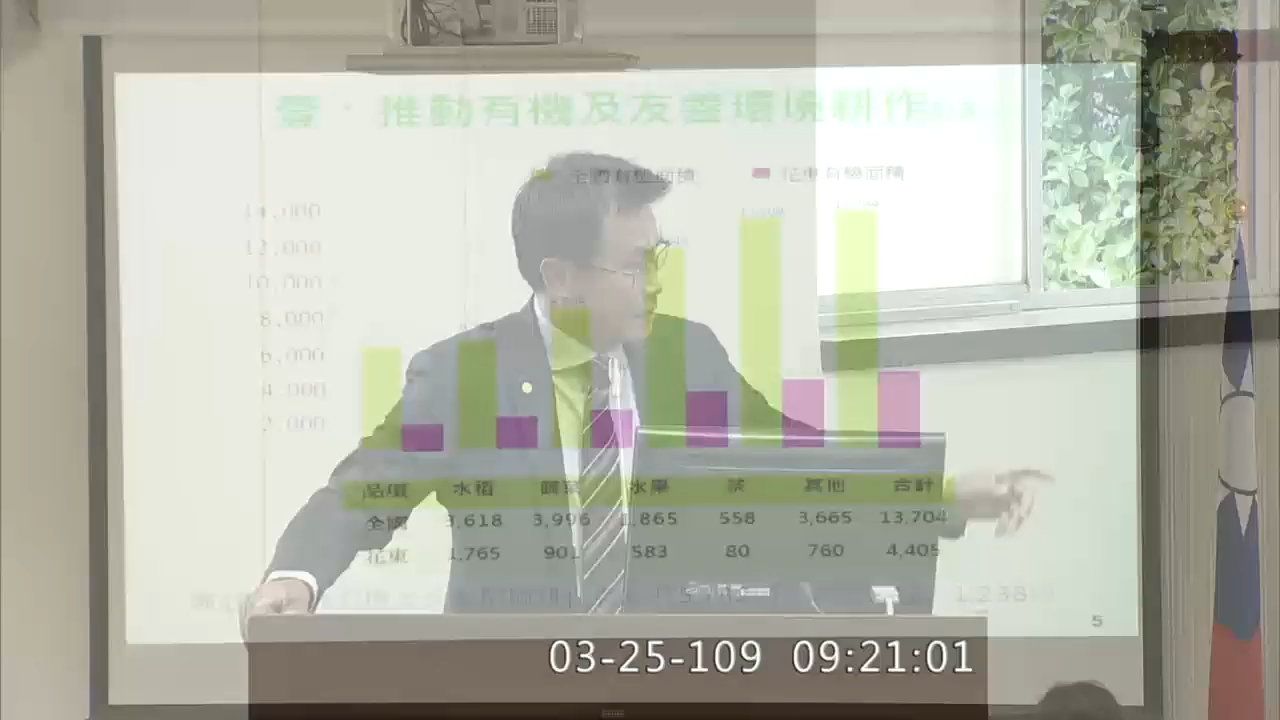 壹、推動有機及友善環境耕作
全國有機面積 花東有機面積
14,000
12,000
10,000
8,000
6,000
4,000
2,000
品項 水稻 蔬菜 水果 茶 其他 合計
全國 3,618 3,996 1,865 558 3,665 13,704
花東 1,765 901 583 80 760 4,405
1,238
5
03-25-109 09:21:01